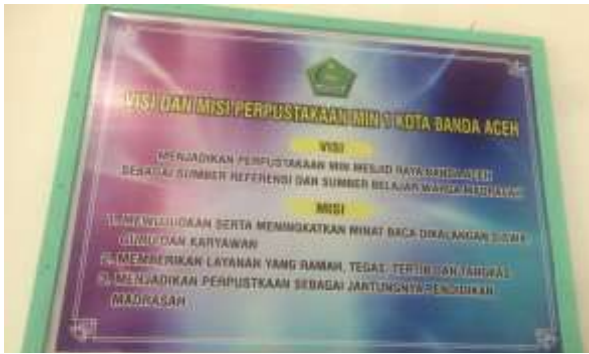 VISI DAN MISI PERPUSTAKAAN MIN 1 KOTA BANDA ACEH
VISI
MENJADIKAN PERPUSTAKAAN MIN MESJID RAYA BANDA ACEH
SEBAGAI SUMBER REFERENSI DAN SUMBER BELAJAR WARGA MADRASAH
MISI
1. MEWUJUDKAN SERTA MENINGKATKAN MINAT BACA DIKALANGAN SISWA
GURU DAN KARYAWAN
2. MEMBERIKAN LAYANAN YANG RAMAH, TEGAS, TERTIB DAN TANGKAS
3. MENJADIKAN PERPUSTKAAN SEBAGAI JANTUNGNYA PENDIDIKAN
MADRASAH